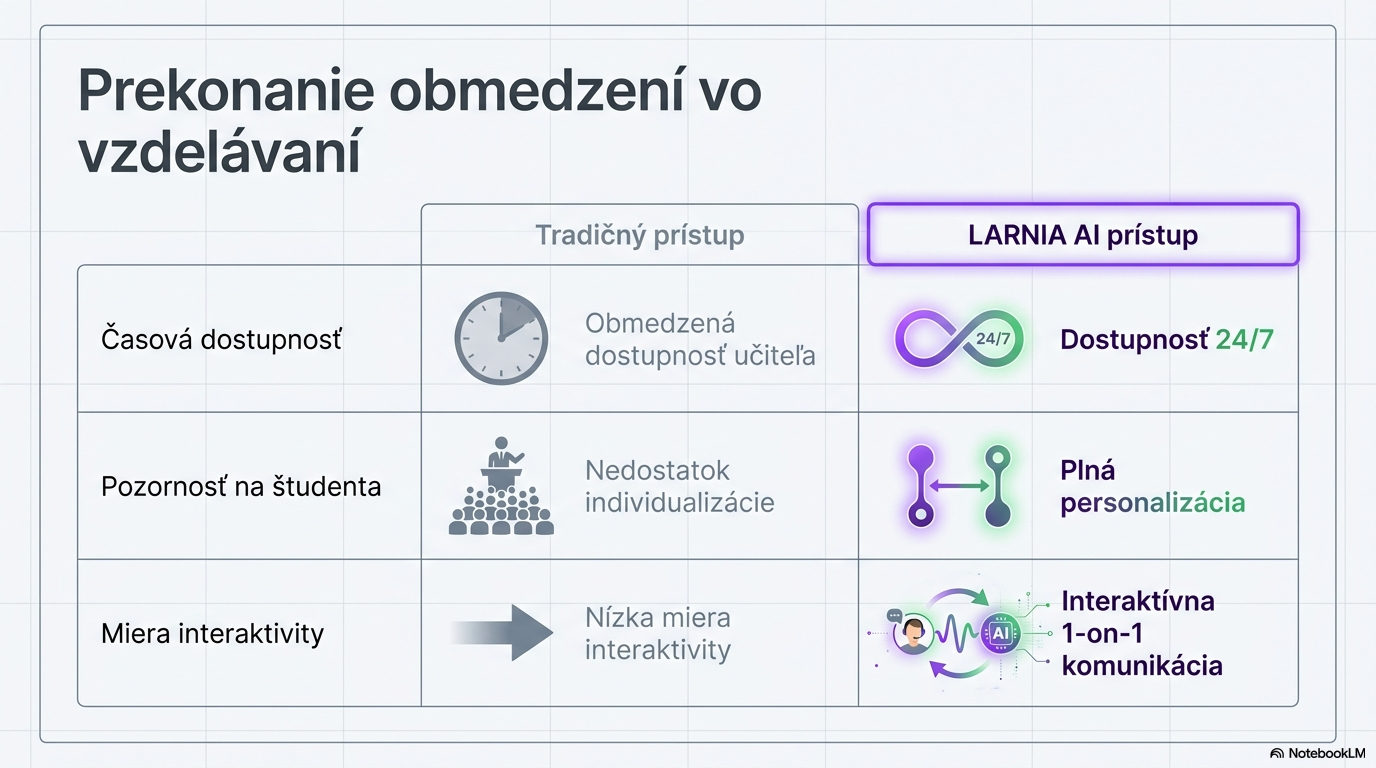 Prekonanie obmedzení vo
vzdelávaní
Tradičný prístup
LARNIA AI prístup
Časová dostupnosť
Obmedzená
dostupnosť učiteľa
24/7
Dostupnosť 24/7
Pozornosť na študenta
Nedostatok
individualizácie
Plná
personalizácia
Miera interaktivity
Nízka miera
interaktivity
AI
Interaktívna
1-on-1
komunikácia
NotebookLM